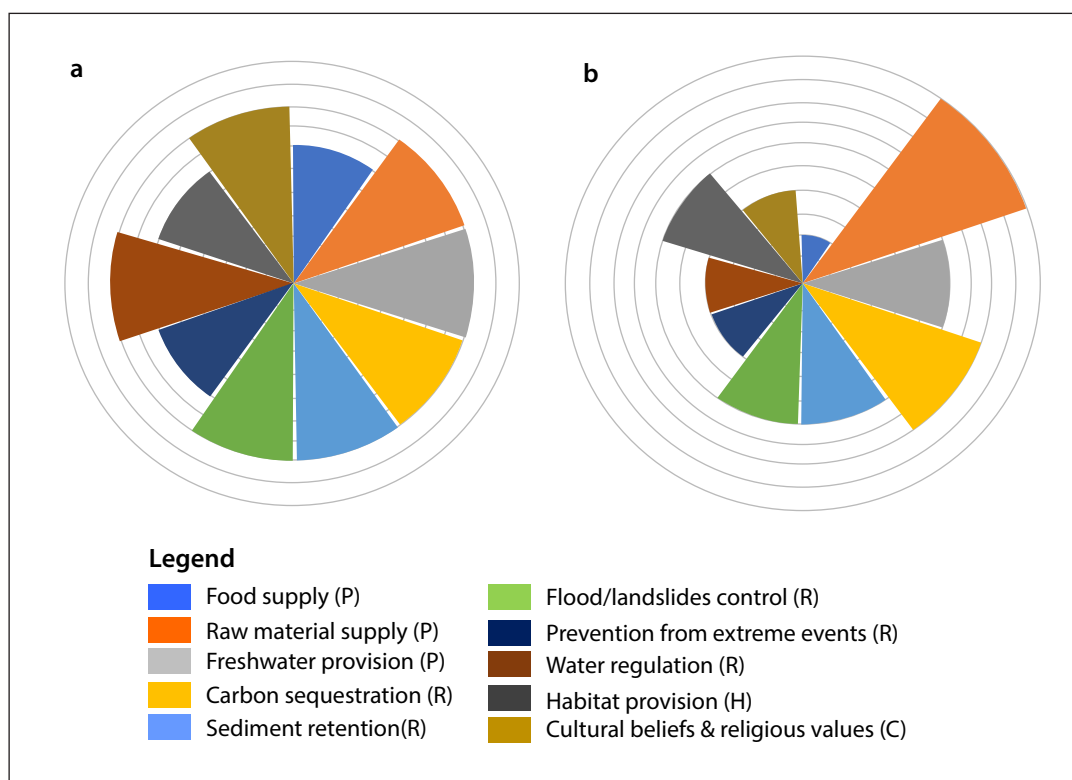 a
b
Legend
Food supply (P)
Raw material supply (P)
Freshwater provision (P)
Carbon sequestration (R)
Sediment retention(R)
Flood/landslides control (R)
Prevention from extreme events (R)
Water regulation (R)
Habitat provision (H)
Cultural beliefs & religious values (C)